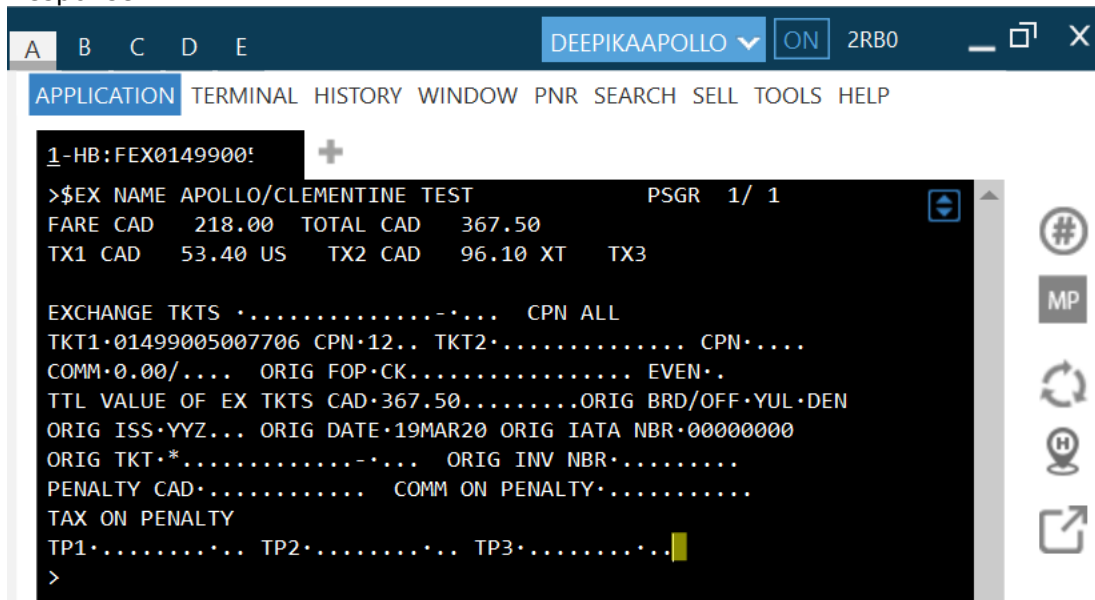 A B C D E DEEPIKAAPOLLO ON 2RB0
APPLICATION TERMINAL HISTORY WINDOW PNR SEARCH SELL TOOLS HELP
1-HB:FEX01499005
>$EX NAME APOLLO/CLEMENTINE TEST PSGR 1/ 1
FARE CAD 218.00 TOTAL CAD 367.50
TX1 CAD 53.40 US TX2 CAD 96.10 XT TX3
EXCHANGE TKTS ·..............-·... CPN ALL
TKT1·01499005007706 CPN·12.. TKT2·............... CPN·....
COMM·0.00/.... ORIG FOP·CK................. EVEN·.
TTL VALUE OF EX TKTS CAD·367.50.........ORIG BRD/OFF·YUL·DEN
ORIG ISS·YYZ... ORIG DATE·19MAR20 ORIG IATA NBR·00000000
ORIG TKT·*.............-·... ORIG INV NBR·.........
PENALTY CAD·............ COMM ON PENALTY·...........
TAX ON PENALTY
TP1·........·.. TP2·........·.. TP3·........·..
>
#
MP
H